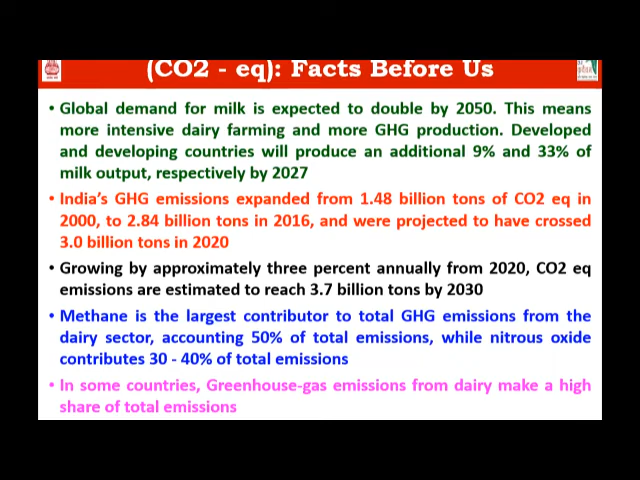 (CO2 - eq): Facts Before Us
• Global demand for milk is expected to double by 2050. This means
more intensive dairy farming and more GHG production. Developed
and developing countries will produce an additional 9% and 33% of
milk output, respectively by 2027
• India's GHG emissions expanded from 1.48 billion tons of CO2 eq in
2000, to 2.84 billion tons in 2016, and were projected to have crossed
3.0 billion tons in 2020
• Growing by approximately three percent annually from 2020, CO2 eq
emissions are estimated to reach 3.7 billion tons by 2030
• Methane is the largest contributor to total GHG emissions from the
dairy sector, accounting 50% of total emissions, while nitrous oxide
contributes 30 - 40% of total emissions
• In some countries, Greenhouse-gas emissions from dairy make a high
share of total emissions